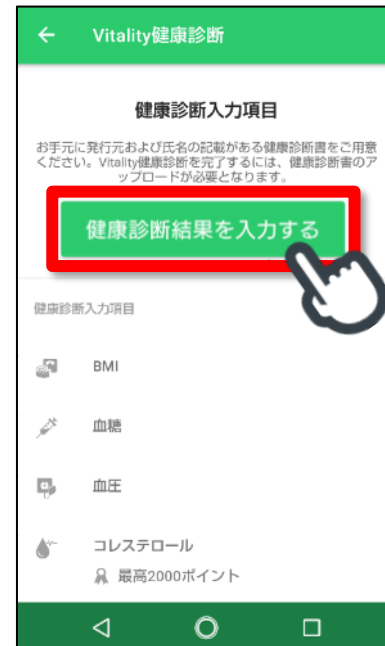 Vitality健康診断
健康診断入力項目
お手元に発行元および氏名の記載がある健康診断書をご用意
ください。Vitality健康診断を完了するには、健康診断書のア
ップロードが必要となります。
健康診断結果を入力する
健康診断入力項目
BMI
血糖
血圧
コレステロール
最高2000ポイント